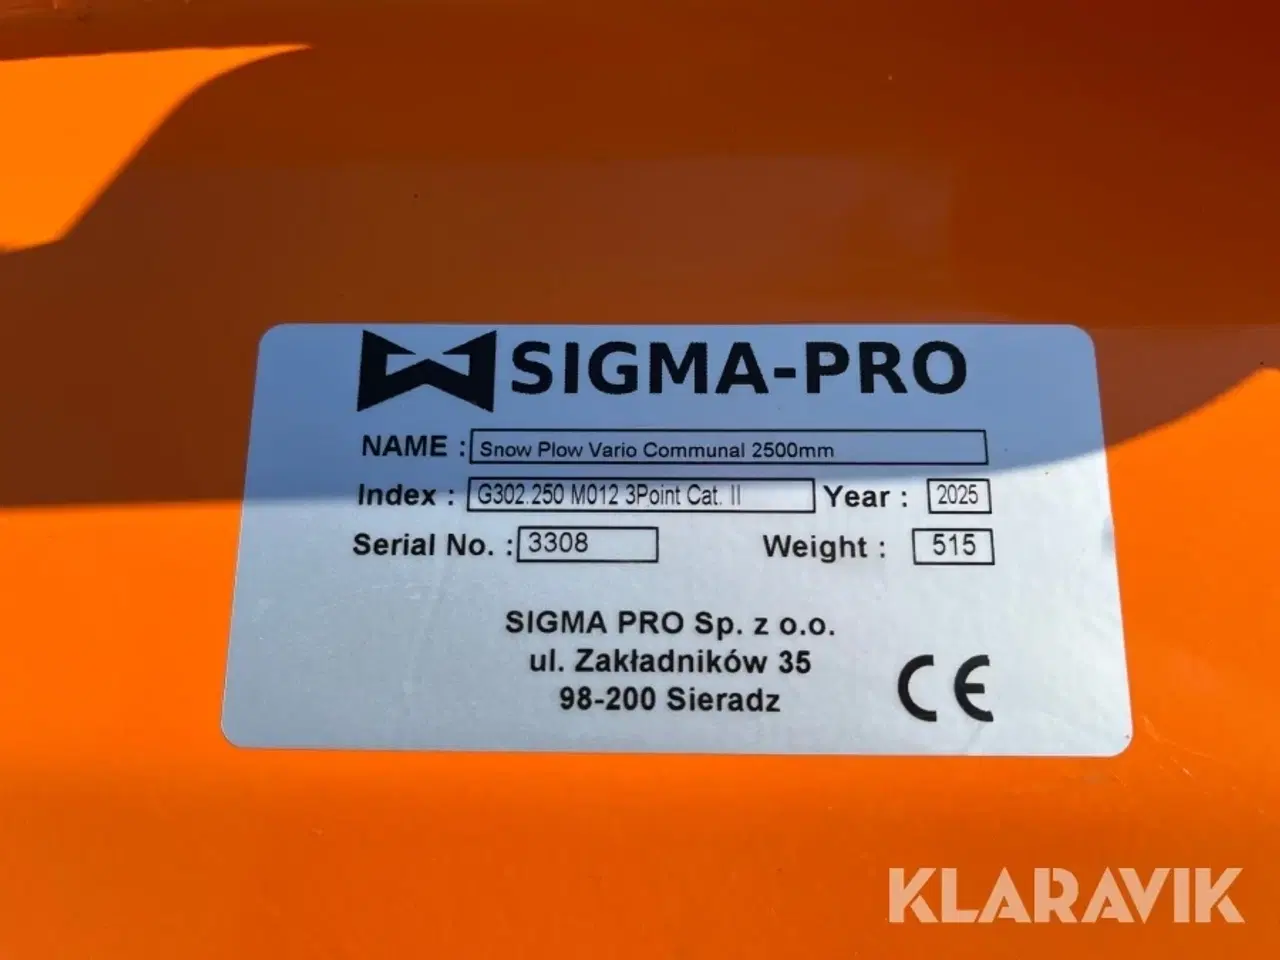 SIGMA-PRO
NAME : Snow Plow Vario Communal 2500mm
Index : G302.250 M012 3Point Cat. II Year : 2025
Serial No. : 3308 Weight : 515
SIGMA PRO Sp. z o.o.
ul. Zakładników 35
98-200 Sieradz
CE
KLARAVIK